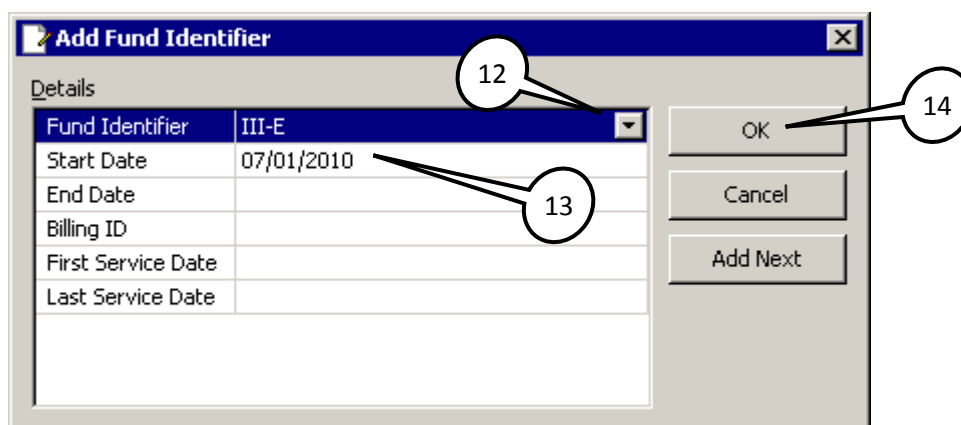 Add Fund Identifier
12
Details
14
Fund Identifier III-E
OK
Start Date 07/01/2010
End Date
13
Cancel
Billing ID
First Service Date
Add Next
Last Service Date